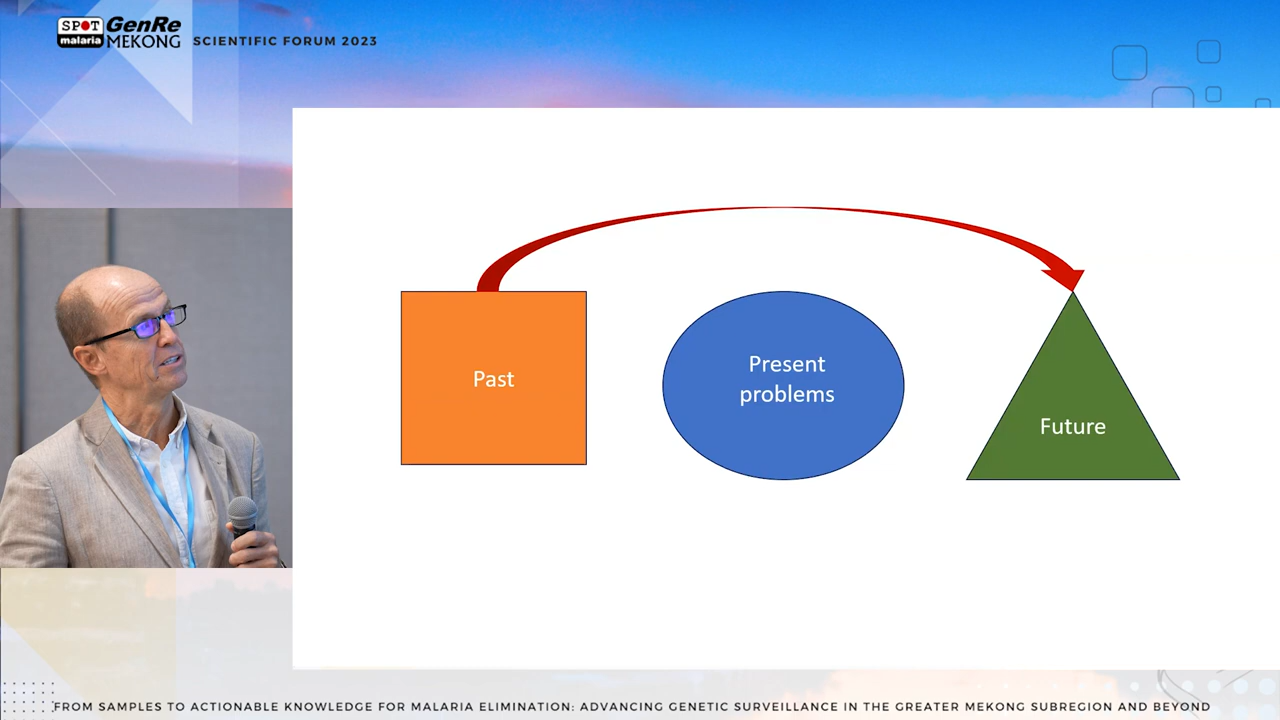 SPOT
malaria
GenRe
MEKONG
SCIENTIFIC FORUM 2023
Past
Present
problems
Future
FROM SAMPLES TO ACTIONABLE KNOWLEDGE FOR MALARIA ELIMINATION: ADVANCING GENETIC SURVEILLANCE IN THE GREATER MEKONG SUBREGION AND BEYOND